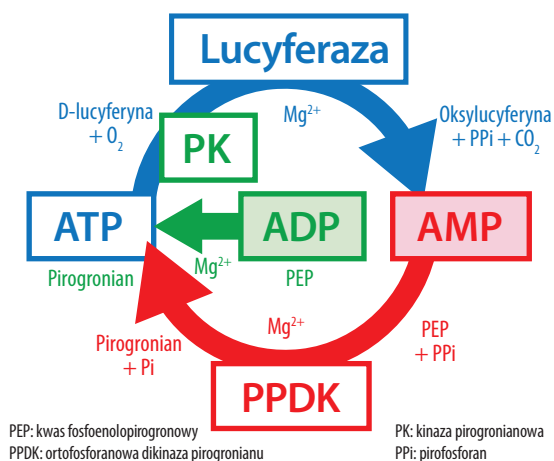 Lucyferaza
D-lucyferyna
+ O₂
Mg²⁺
Oksylucyferyna
+ PPi + CO₂
PK
ATP
ADP
AMP
Pirogronian
Mg²⁺
PEP
Pirogronian
+ Pi
Mg²⁺
PEP
+ PPi
PPDK
PEP: kwas fosfoenolopirogronowy
PPDK: ortofosforanowa dikinaza pirogronianu
PK: kinaza pirogronianowa
PPi: pirofosforan